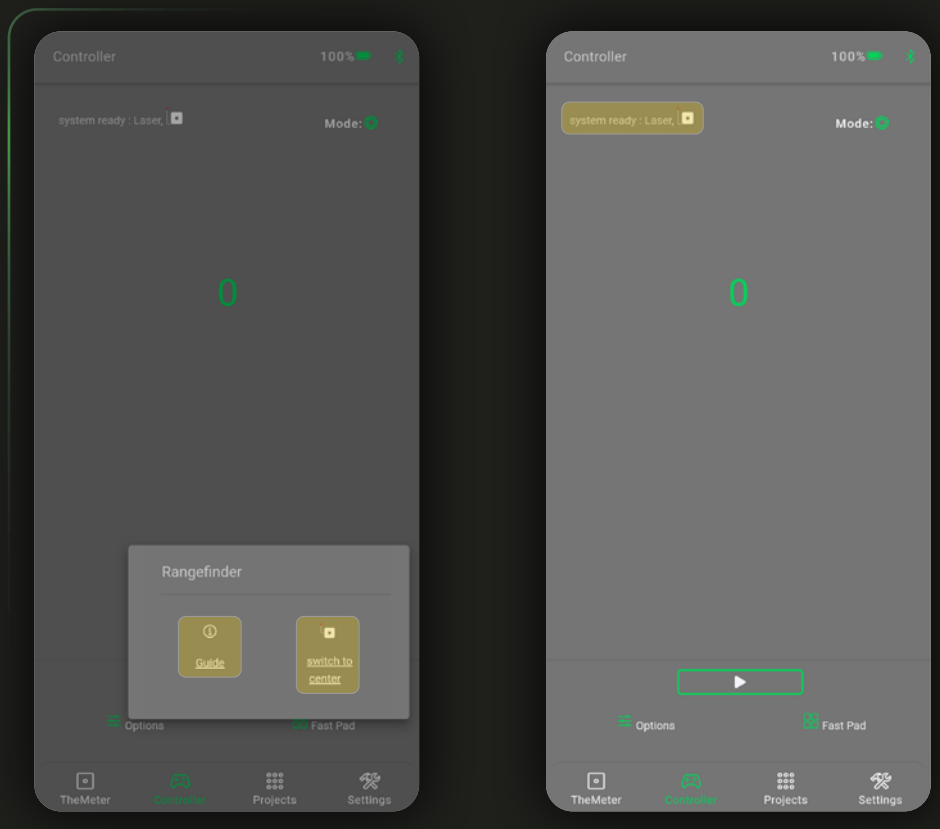 Controller
100%
system ready : Laser,
Mode:
0
Rangefinder
Guide
switch to
center
Options
Fast Pad
TheMeter
Controller
Projects
Settings
Controller
100%
system ready : Laser,
Mode:
0
Options
Fast Pad
TheMeter
Controller
Projects
Settings